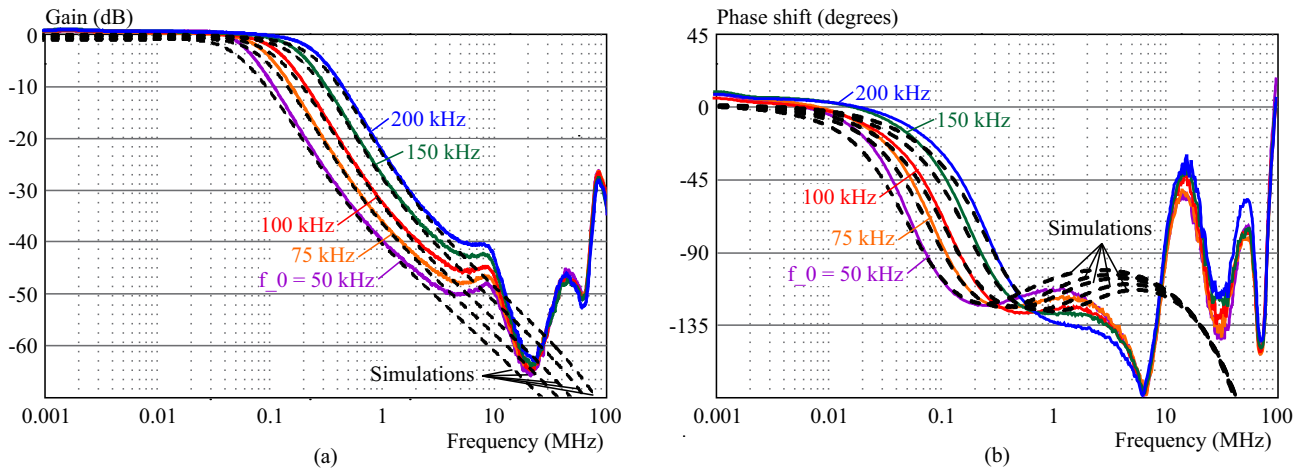 Gain (dB)
0
-10
-20
-30
-40
-50
-60
200 kHz
150 kHz
100 kHz
75 kHz
f_0 = 50 kHz
Simulations
0.001
0.01
0.1
1
10
100
Frequency (MHz)
(a)
Phase shift (degrees)
45
0
-45
-90
-135
200 kHz
150 kHz
100 kHz
75 kHz
f_0 = 50 kHz
Simulations
0.001
0.01
0.1
1
10
100
Frequency (MHz)
(b)